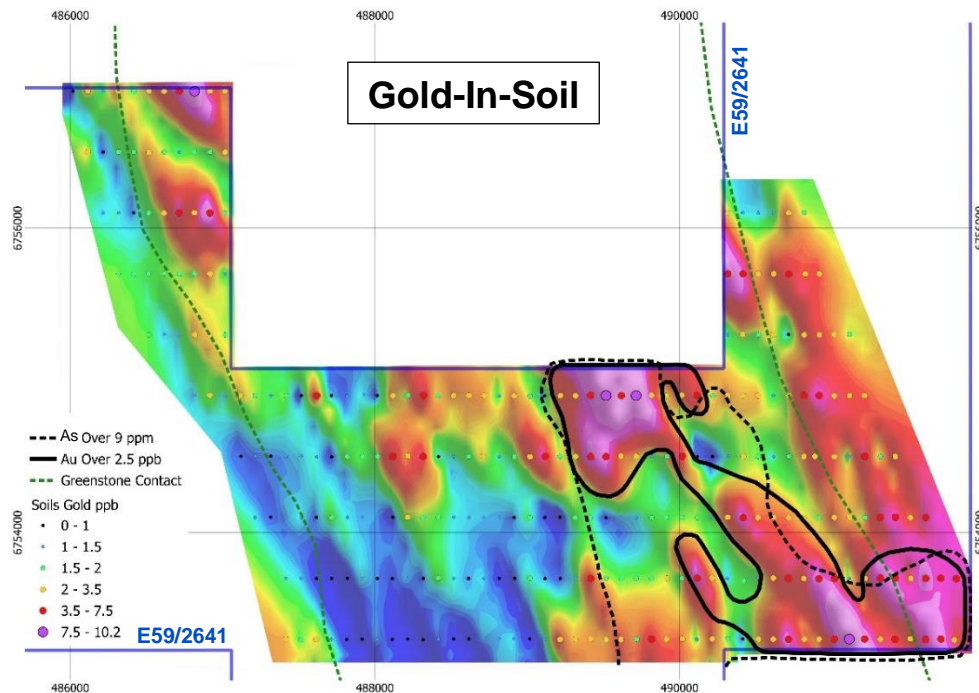 486000
488000
490000
Gold-In-Soil
E59/2641
6756000
6756000
As Over 9 ppm
Au Over 2.5 ppb
Greenstone Contact
Soils Gold ppb
0 - 1
1 - 1.5
1.5 - 2
2 - 3.5
3.5 - 7.5
7.5 - 10.2
6754000
6754000
E59/2641
486000
488000
490000